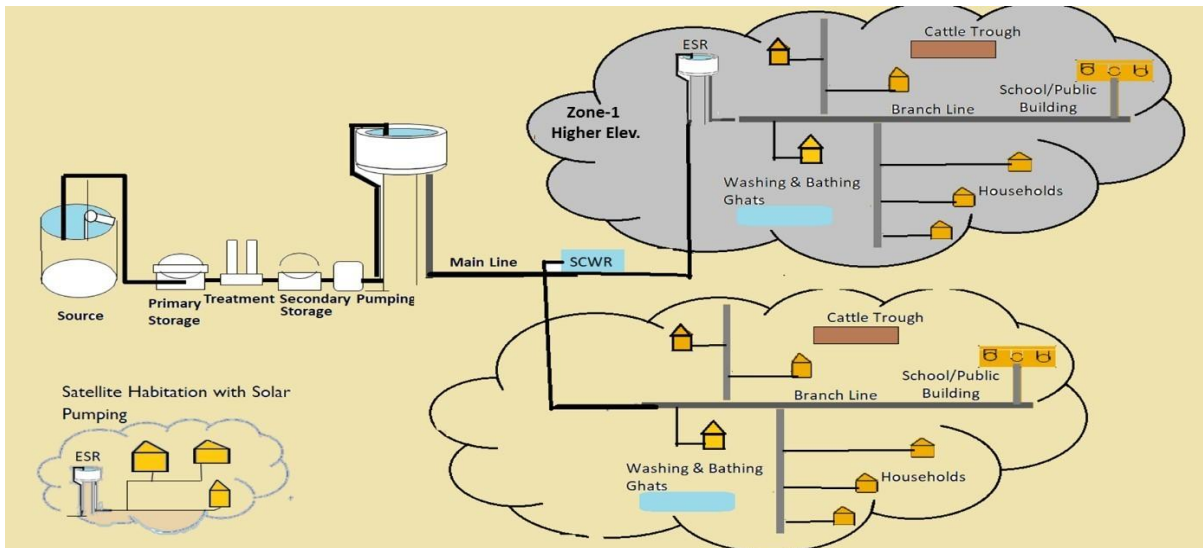 ESR
Cattle Trough
Zone-1
Higher Elev.
Branch Line
School/Public
Building
Washing & Bathing
Ghats
Households
Main Line
SCWR
Source
Primary
Storage
Treatment
Secondary
Storage
Pumping
Cattle Trough
School/Public
Building
Branch Line
Washing & Bathing
Ghats
Households
Satellite Habitation with Solar
Pumping
ESR